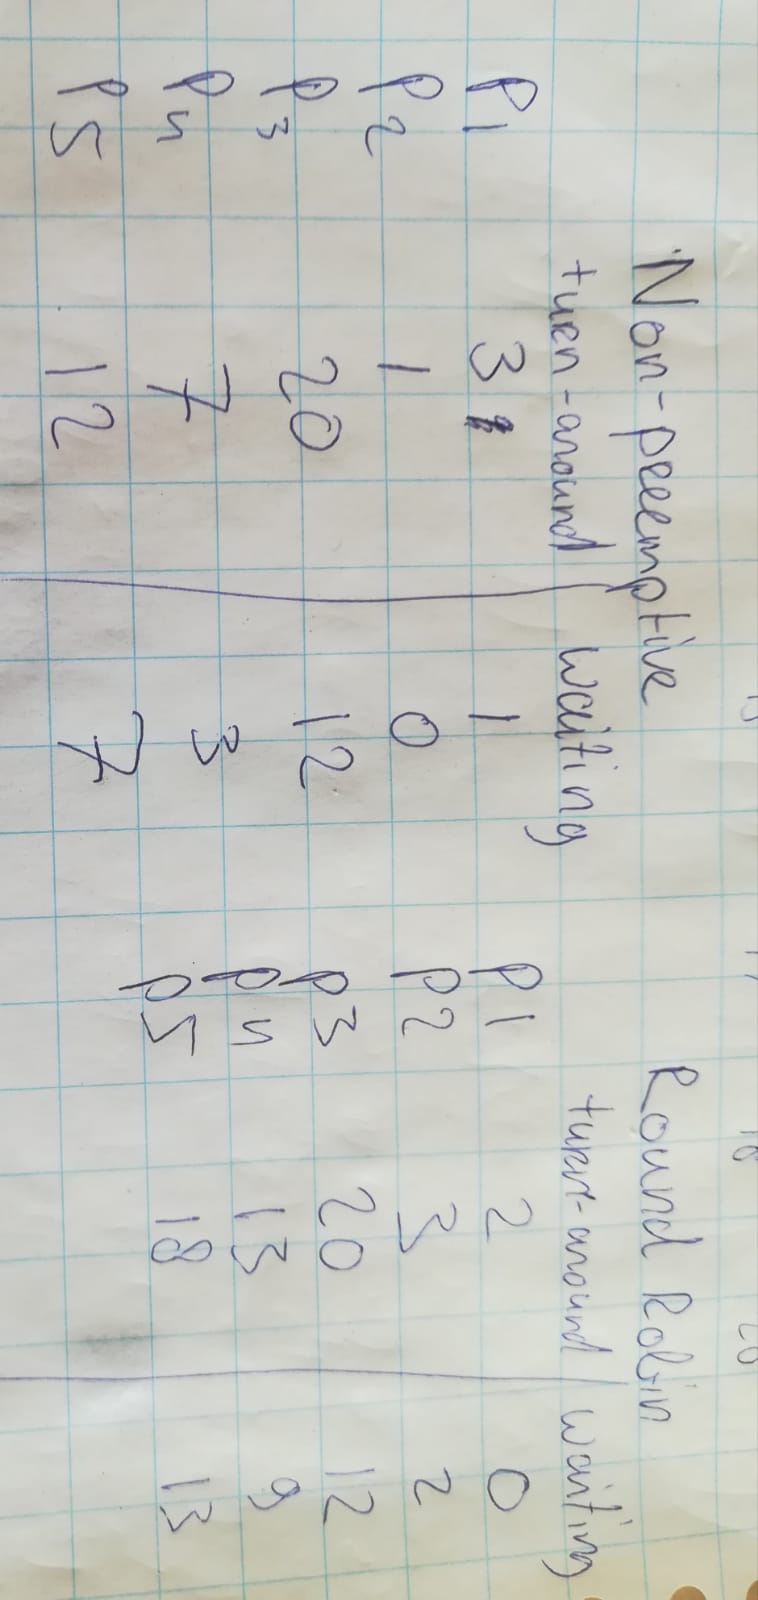 Non-preemptive
turn-around waiting
P1 3 1
P2 1 0
P3 20 12
P4 7 3
P5 12 7
Round Robin
turn-around waiting
P1 2 0
P2 3 2
P3 20 12
P4 13 9
P5 18 13